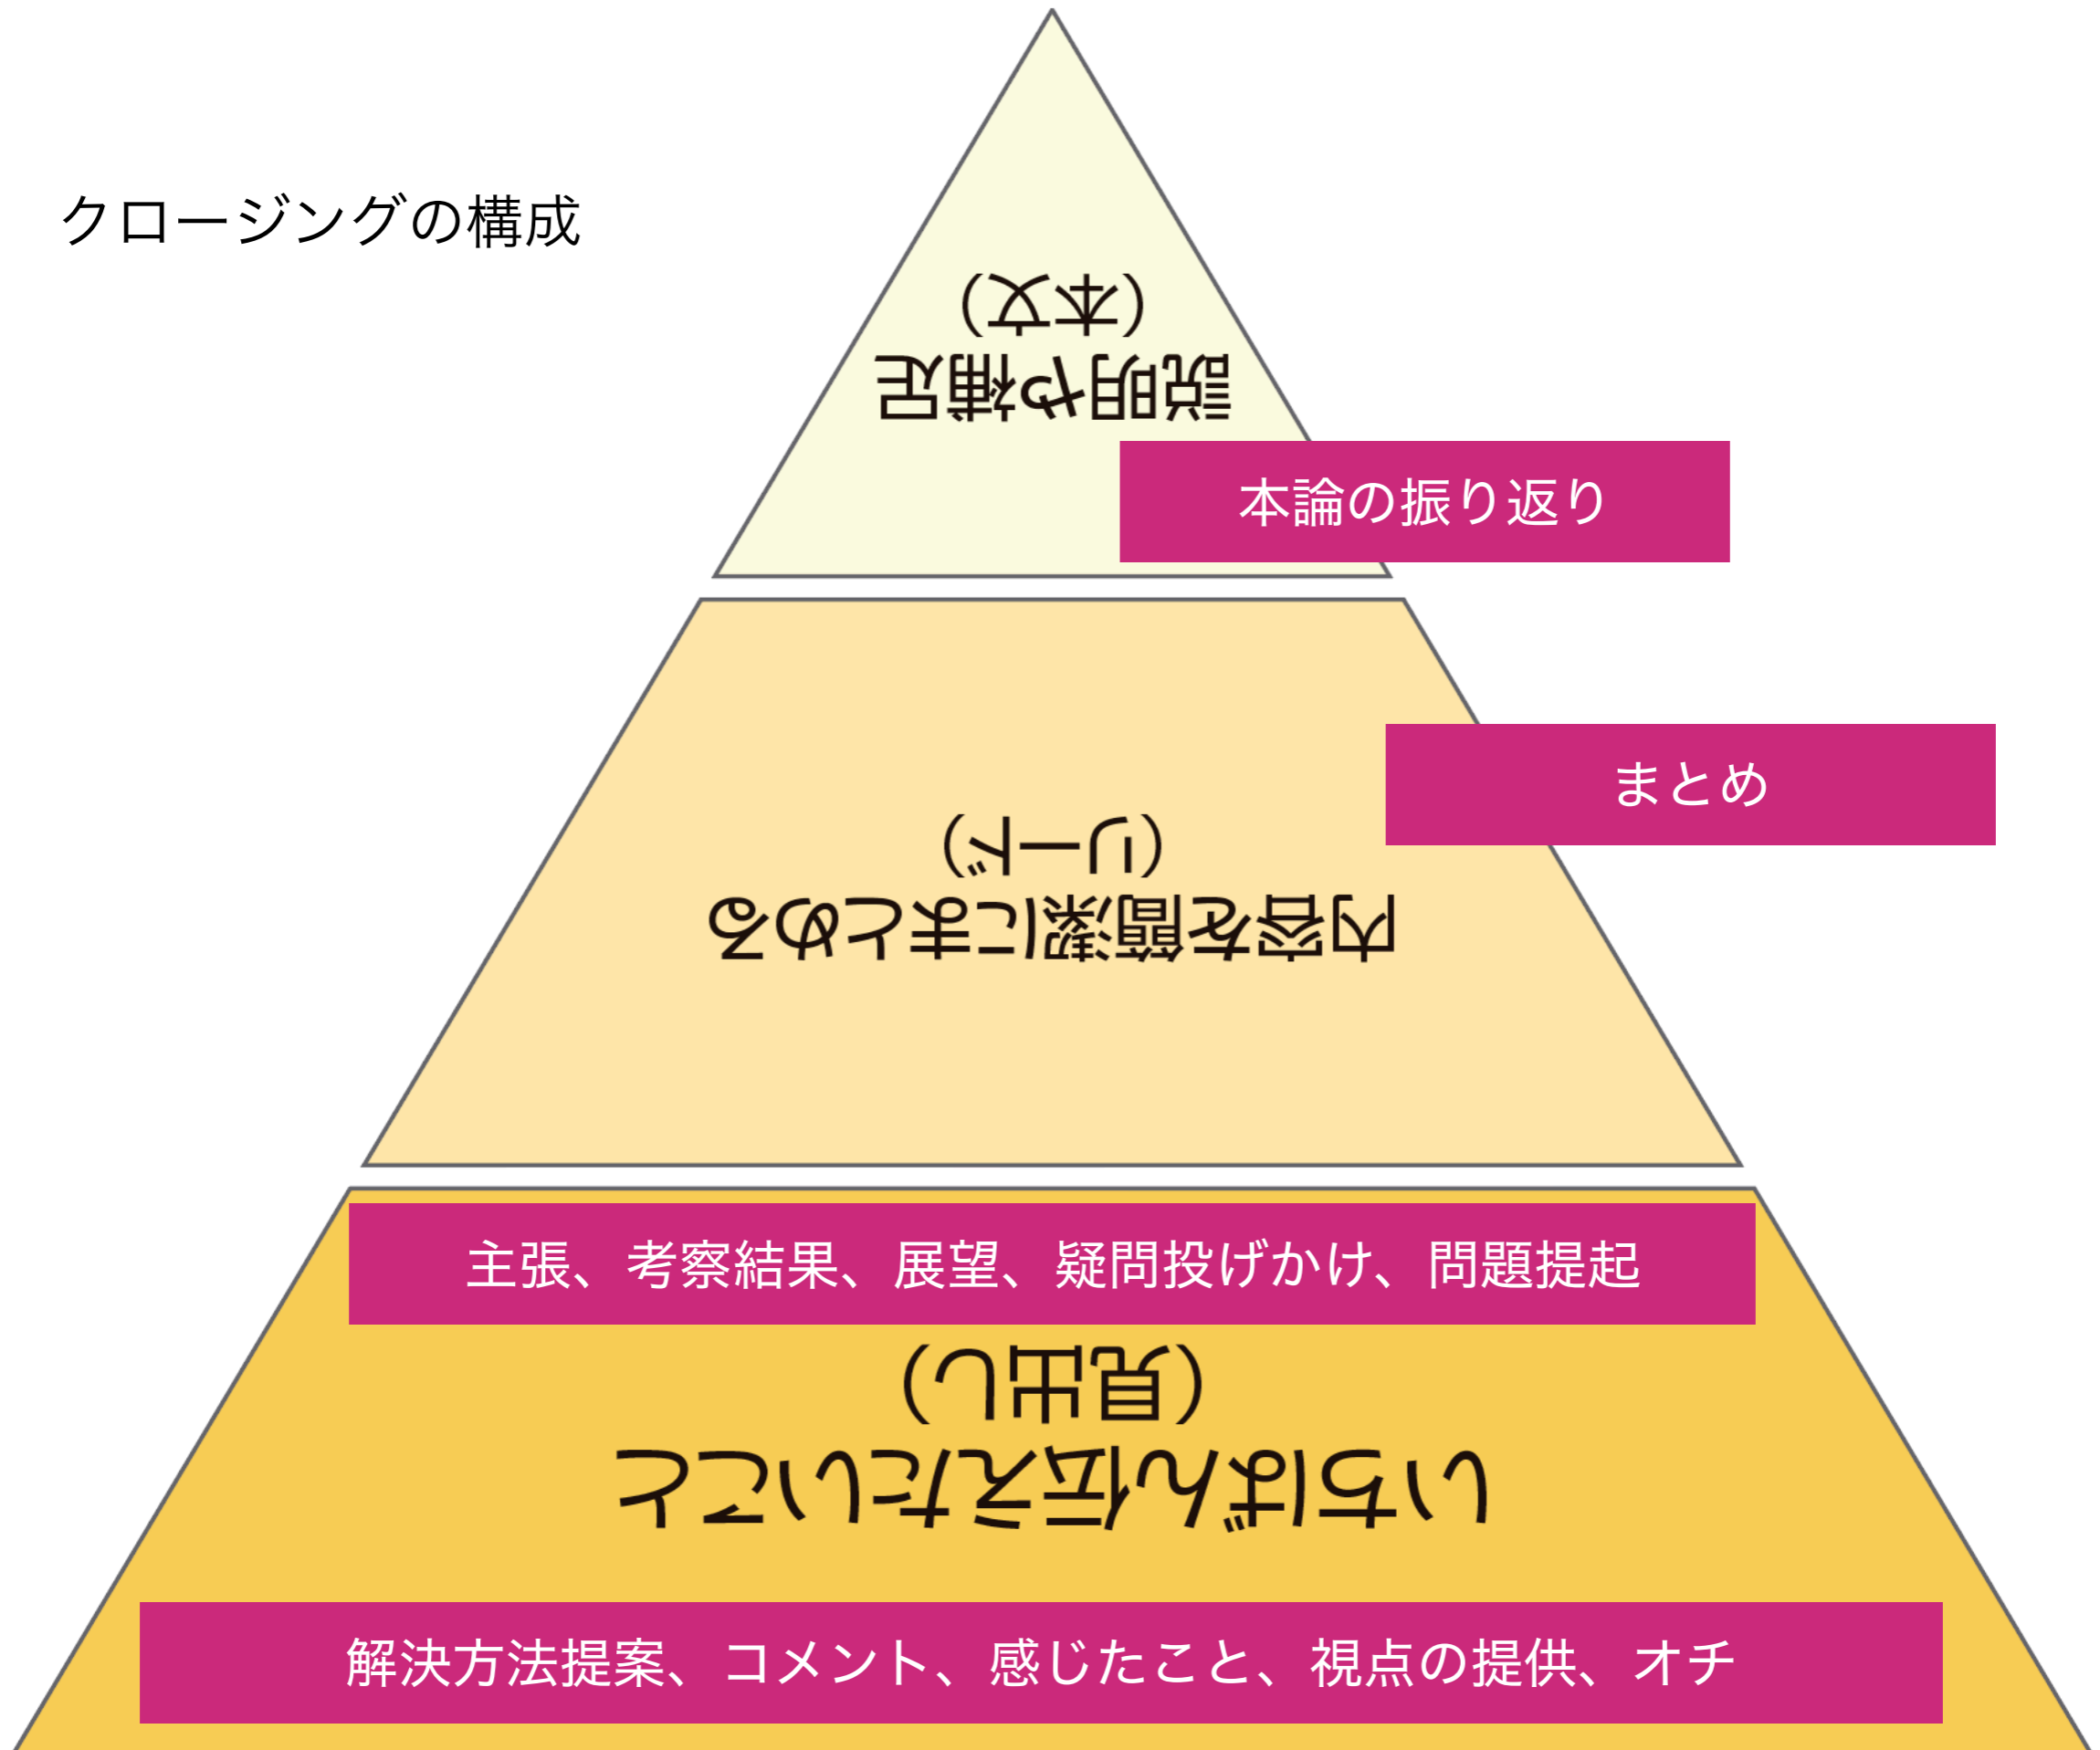 クロージングの構成
（本文）
説明や補足
本論の振り返り
まとめ
（リード）
内容を簡潔にまとめる
主張、考察結果、展望、疑問投げかけ、問題提起
（見出し）
いちばん伝えたいこと
解決方法提案、コメント、感じたこと、視点の提供、オチ